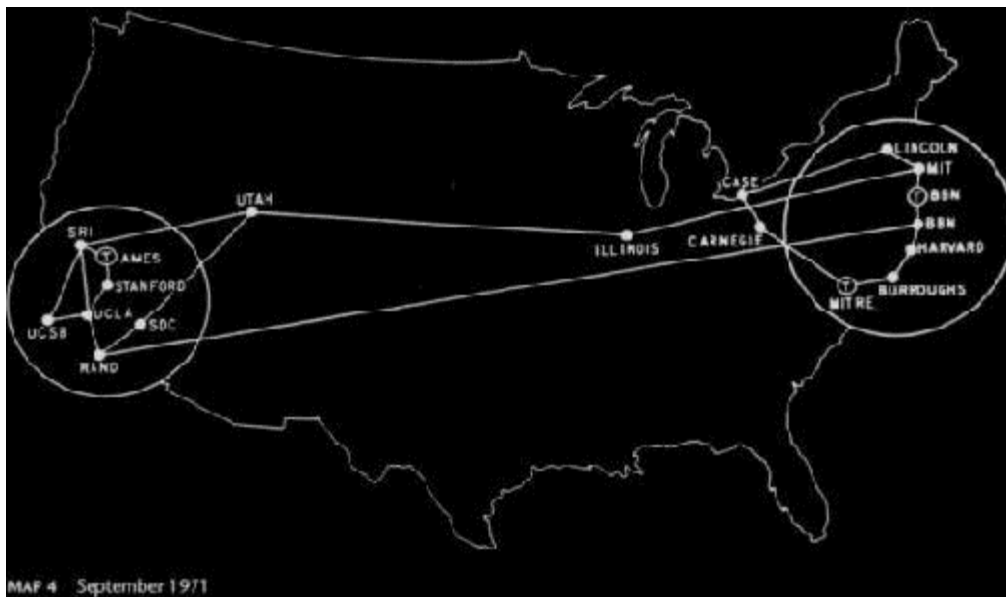 LINCOLN
MIT
CASE
T BBN
UTAH
SRI
BBN
ILLINOIS
CARNEGIE
HARVARD
T AMES
STANFORD
T
BURROUGHS
MITRE
UCLA
SDC
UCSB
RAND
MAP 4 September 1971